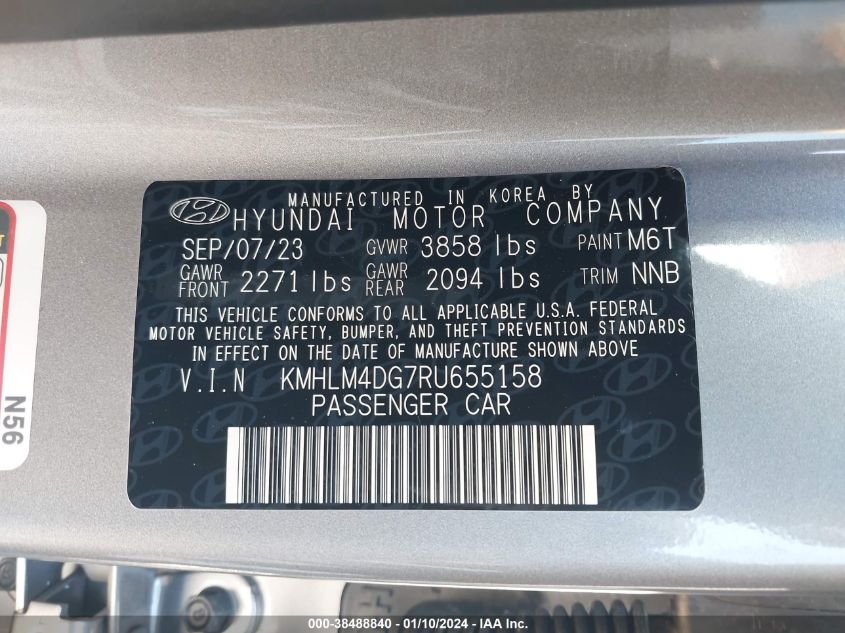 MANUFACTURED IN KOREA BY
HYUNDAI MOTOR COMPANY
SEP/07/23 GVWR 3858 lbs PAINT M6T
GAWR FRONT 2271 lbs GAWR REAR 2094 lbs TRIM NNB
THIS VEHICLE CONFORMS TO ALL APPLICABLE U.S.A. FEDERAL
MOTOR VEHICLE SAFETY, BUMPER, AND THEFT PREVENTION STANDARDS
IN EFFECT ON THE DATE OF MANUFACTURE SHOWN ABOVE
V.I.N KMHLM4DG7RU655158
PASSENGER CAR
N56
000-38488840 - 01/10/2024 - IAA Inc.